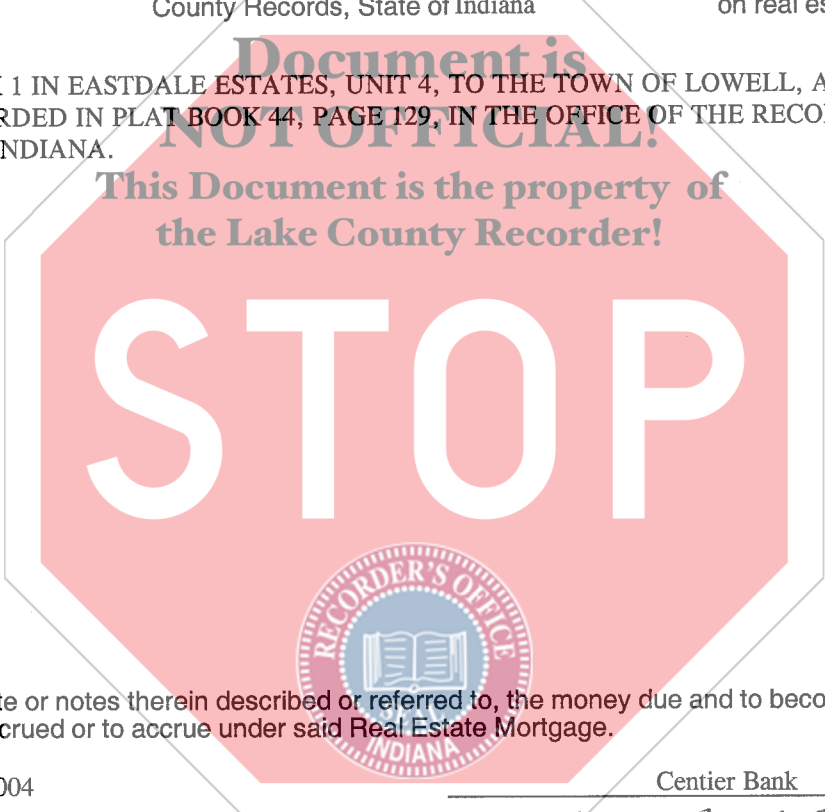 County Records, State of Indiana on real es
Document is
1 IN EASTDALE ESTATES, UNIT 4, TO THE TOWN OF LOWELL, A
RDED IN PLAT BOOK 44, PAGE 129, IN THE OFFICE OF THE RECO
NOT OFFICIAL!
NDIANA.
This Document is the property of
the Lake County Recorder!
STOP
RECORDER'S OFFICE
SEAL
INDIANA
te or notes therein described or referred to, the money due and to beco
crued or to accrue under said Real Estate Mortgage.
004 Centier Bank